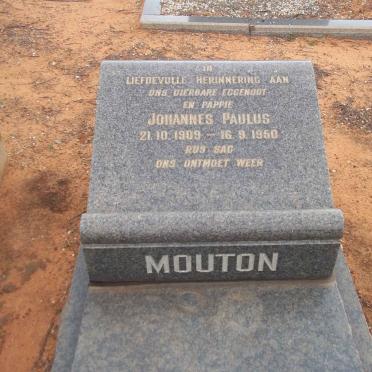 IN
LIEFDEVOLLE HERINNERING AAN
ONS DIERBARE EGGENOOT
EN PAPPIE
JOHANNES PAULUS
21.10.1909 – 16.9.1950
RUS SAG
ONS ONTMOET WEER
MOUTON